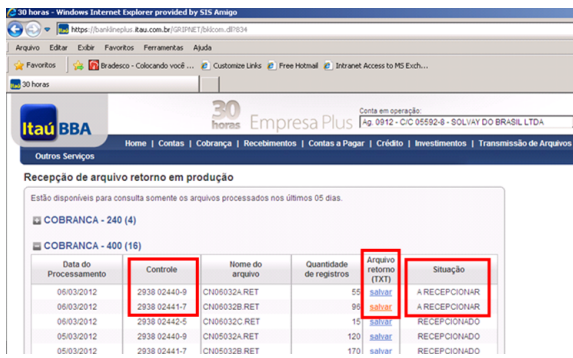 30 horas - Windows Internet Explorer provided by SIS Amigo
https://bankline​plus.itau.com.br/GRIPNET/bklcom.dll?834
Arquivo Editar Exibir Favoritos Ferramentas Ajuda
Favoritos Bradesco - Colocando você ... Customize Links Free Hotmail Intranet Access to MS Exch...
30 horas
Itaú BBA
30 horas Empresa Plus
Conta em operação:
Ag. 0912 - C/C 05592-8 - SOLVAY DO BRASIL LTDA
Home | Contas | Cobrança | Recebimentos | Contas a Pagar | Crédito | Investimentos | Transmissão de Arquivos
Outros Serviços
Recepção de arquivo retorno em produção
Estão disponíveis para consulta somente os arquivos processados nos últimos 05 dias.
COBRANCA - 240 (4)
COBRANCA - 400 (16)
Data do Processamento Controle Nome do arquivo Quantidade de registros Arquivo retorno (TXT) Situação
06/03/2012 2938 02440-9 CN06032A.RET 55 salvar A RECEPCIONAR
06/03/2012 2938 02441-7 CN06032B.RET 96 salvar A RECEPCIONAR
06/03/2012 2938 02442-5 CN06032C.RET 15 salvar RECEPCIONADO
05/03/2012 2938 02440-9 CN05032A.RET 120 salvar RECEPCIONADO
05/03/2012 2938 02441-7 CN05032B.RET 170 salvar RECEPCIONADO